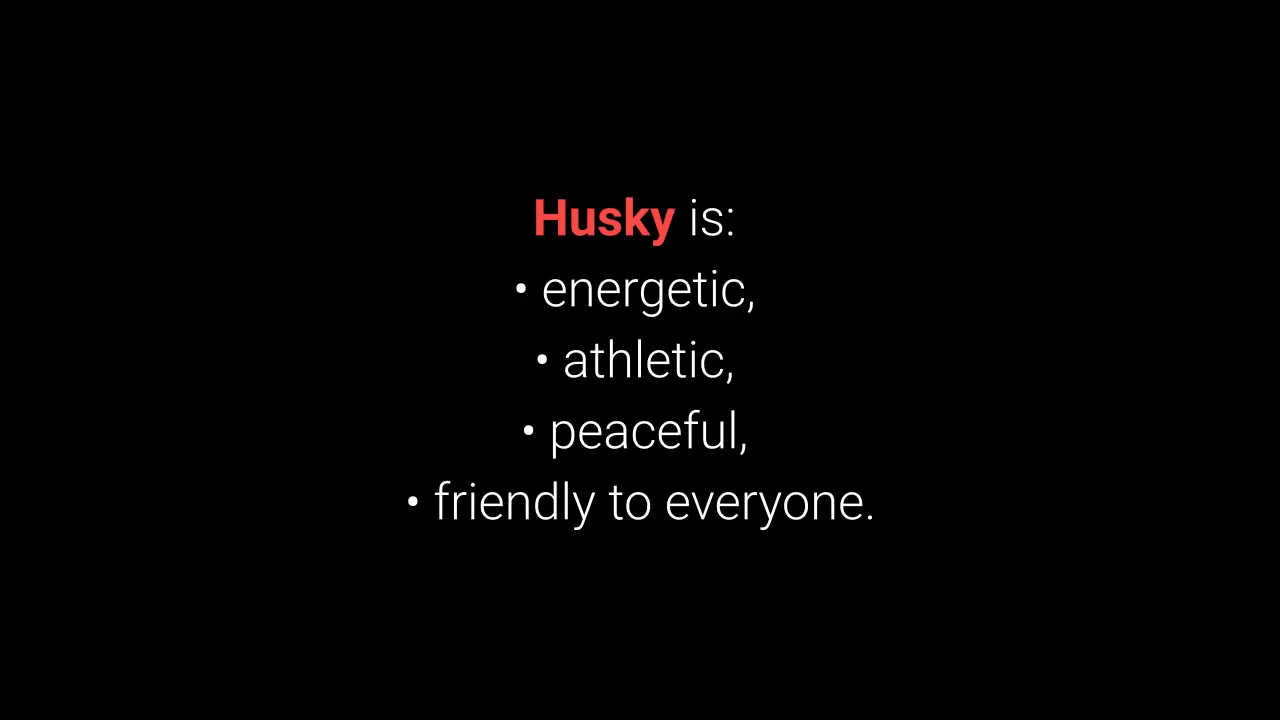 Husky is:
• energetic,
• athletic,
• peaceful,
• friendly to everyone.